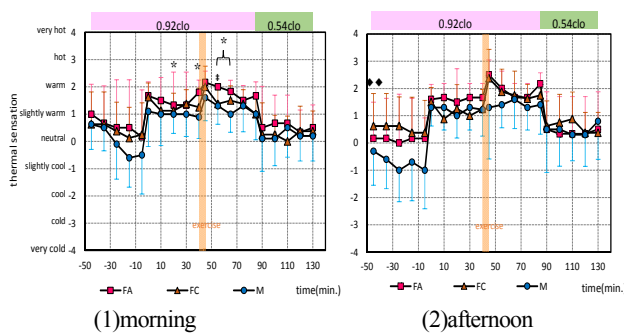 0.92clo 0.54clo
very hot
hot
warm
slightly warm
neutral
slightly cool
cool
cold
very cold
thermal sensation
4
3
2
1
0
-1
-2
-3
-4
* * ‡ *
exercise
-50 -30 -10 10 30 50 70 90 110 130
FA FC M time(min.)
(1)morning
0.92clo 0.54clo
4
3
2
1
0
-1
-2
-3
-4
exercise
-50 -30 -10 10 30 50 70 90 110 130
FA FC M time(min.)
(2)afternoon